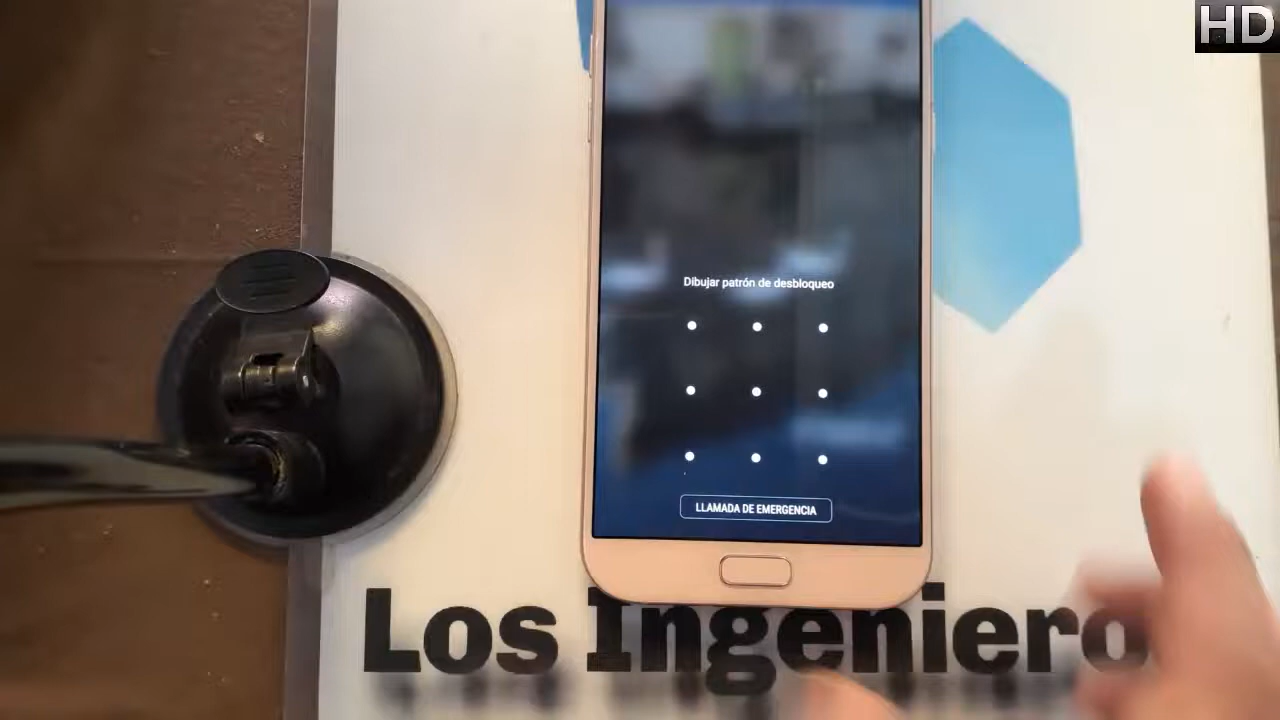 HD
Dibujar patrón de desbloqueo
LLAMADA DE EMERGENCIA
Los Ingeniero